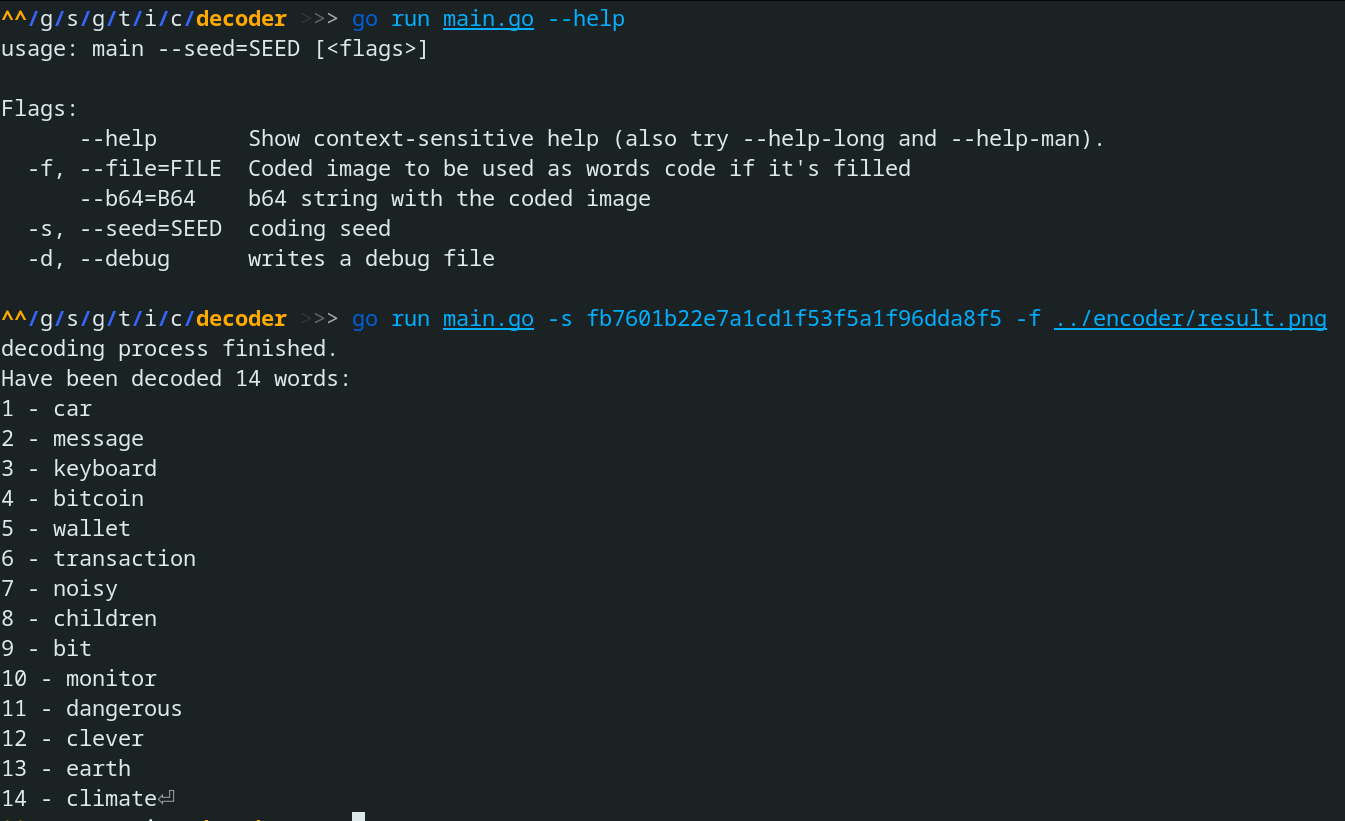 ^^/g/s/g/t/i/c/decoder >>> go run main.go --help
usage: main --seed=SEED [<flags>]

Flags:
      --help       Show context-sensitive help (also try --help-long and --help-man).
  -f, --file=FILE  Coded image to be used as words code if it's filled
      --b64=B64    b64 string with the coded image
  -s, --seed=SEED  coding seed
  -d, --debug      writes a debug file

^^/g/s/g/t/i/c/decoder >>> go run main.go -s fb7601b22e7a1cd1f53f5a1f96dda8f5 -f ../encoder/result.png
decoding process finished.
Have been decoded 14 words:
1 - car
2 - message
3 - keyboard
4 - bitcoin
5 - wallet
6 - transaction
7 - noisy
8 - children
9 - bit
10 - monitor
11 - dangerous
12 - clever
13 - earth
14 - climate⏎